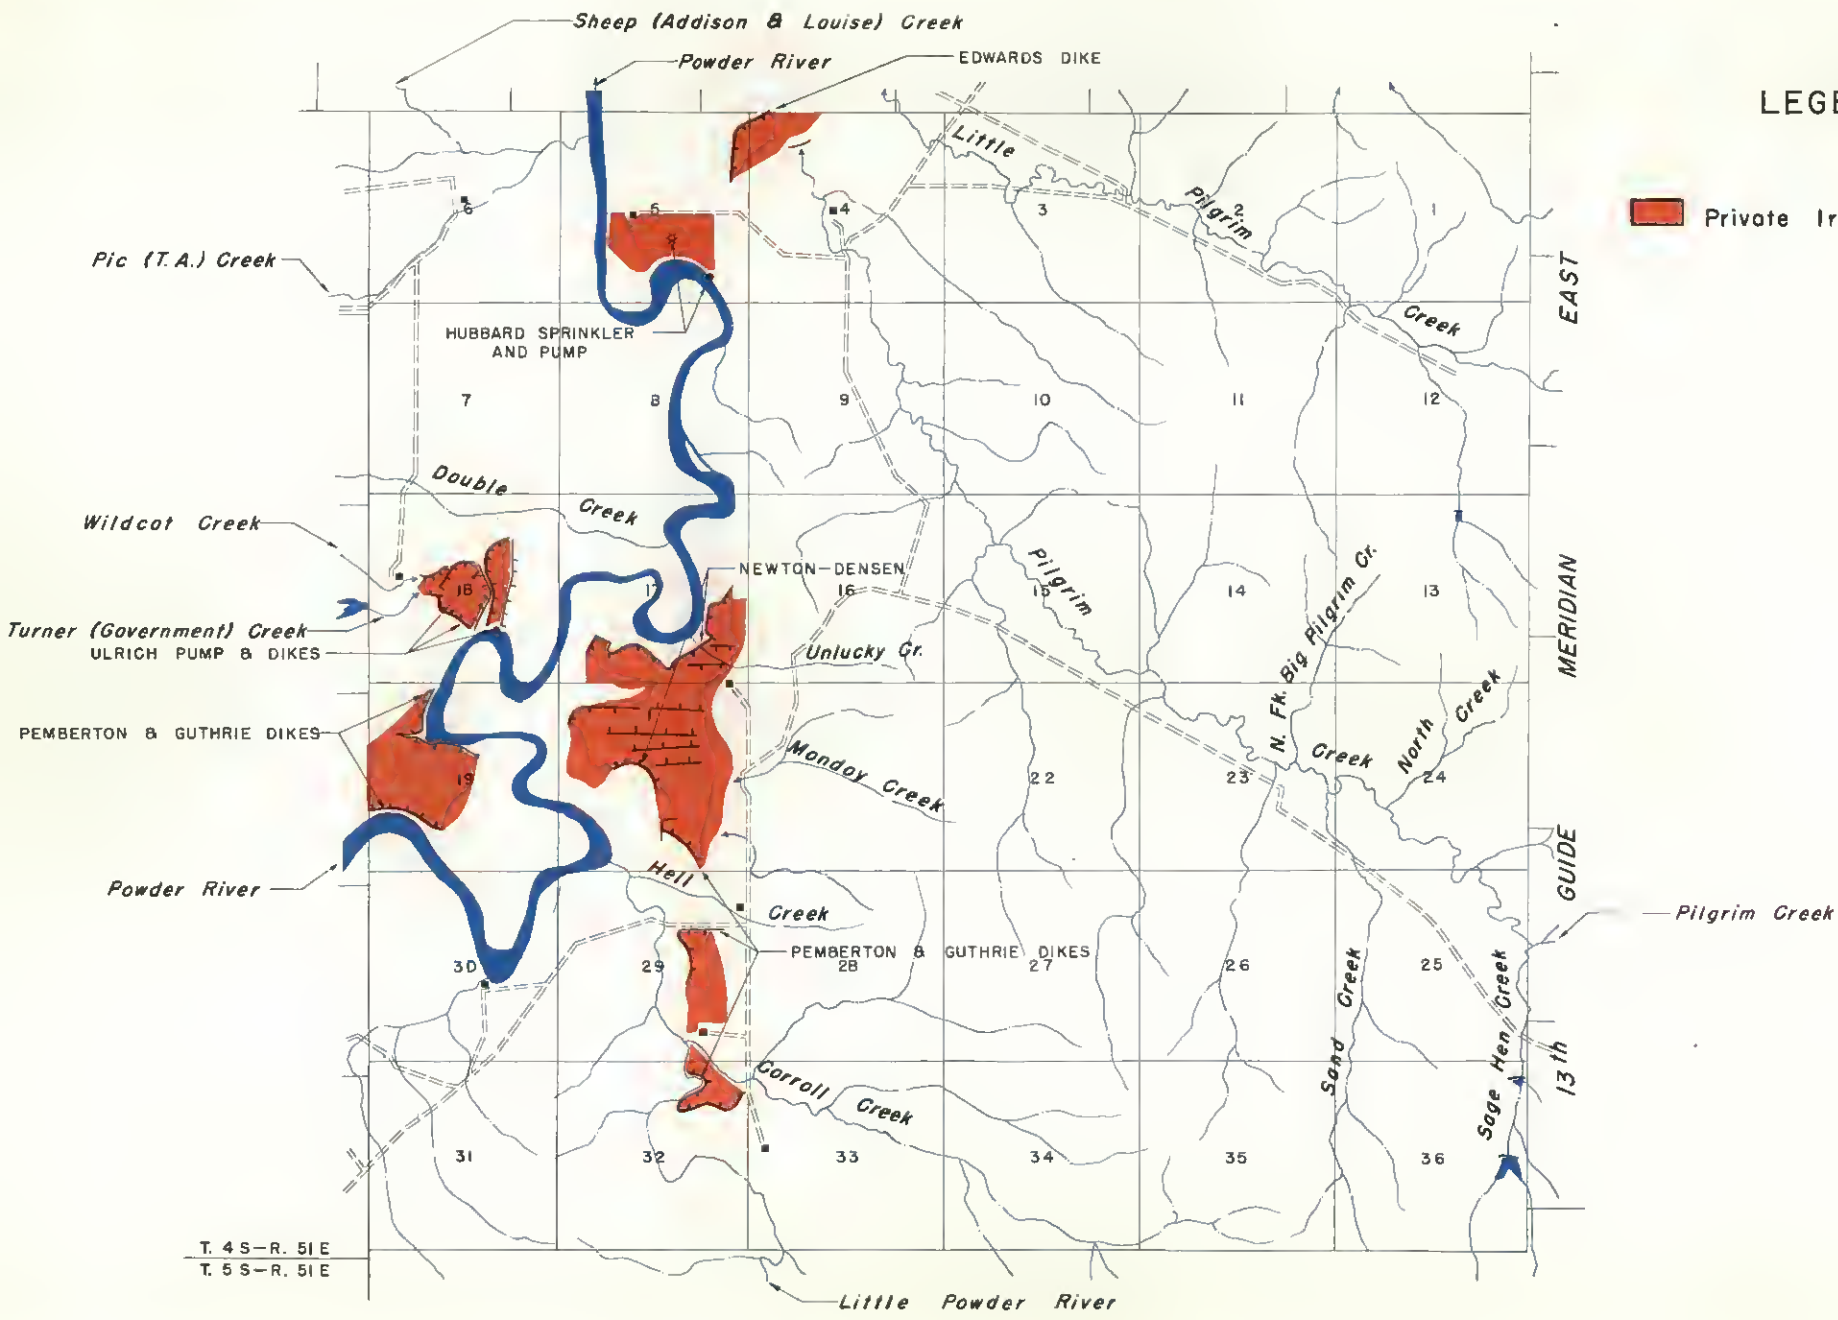 Sheep (Addison & Louise) Creek
Powder River
EDWARDS DIKE
LEGE
Little
Pilgrim
Creek
6
5
4
3
2
1
Private Ir
Pic (T.A.) Creek
EAST
HUBBARD SPRINKLER
AND PUMP
7
8
9
10
11
12
Double
Creek
Wildcat Creek
NEWTON-DENSEN
Pilgrim
18
17
16
15
14
13
MERIDIAN
Turner (Government) Creek
ULRICH PUMP & DIKES
Unlucky Cr.
N. Fk. Big Pilgrim Cr.
North
Creek
PEMBERTON & GUTHRIE DIKES
Monday Creek
Creek
19
22
23
24
GUIDE
Hell
Creek
Powder River
Pilgrim Creek
PEMBERTON & GUTHRIE DIKES
30
29
28
27
26
25
Sand Creek
Sage Hen Creek
13th
Corroll Creek
31
32
33
34
35
36
T. 4 S-R. 51 E
T. 5 S-R. 51 E
Little Powder River